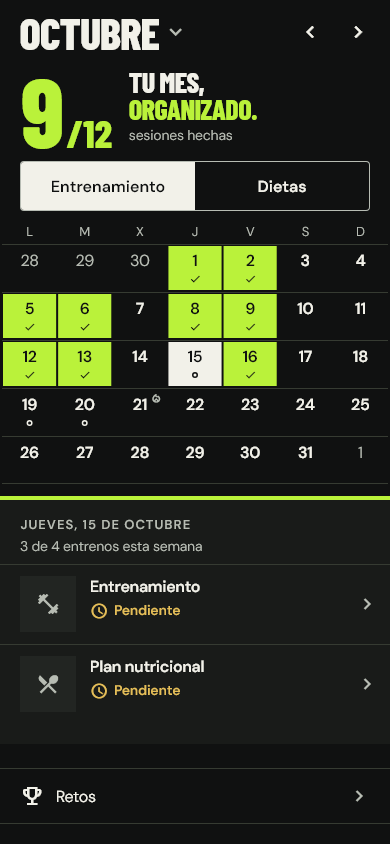 OCTUBRE
9/12
TU MES,
ORGANIZADO.
sesiones hechas
Entrenamiento Dietas
L M X J V S D
28 29 30 1 2 3 4
5 6 7 8 9 10 11
12 13 14 15 16 17 18
19 20 21 22 23 24 25
26 27 28 29 30 31 1
JUEVES, 15 DE OCTUBRE
3 de 4 entrenos esta semana
Entrenamiento
Pendiente
Plan nutricional
Pendiente
Retos